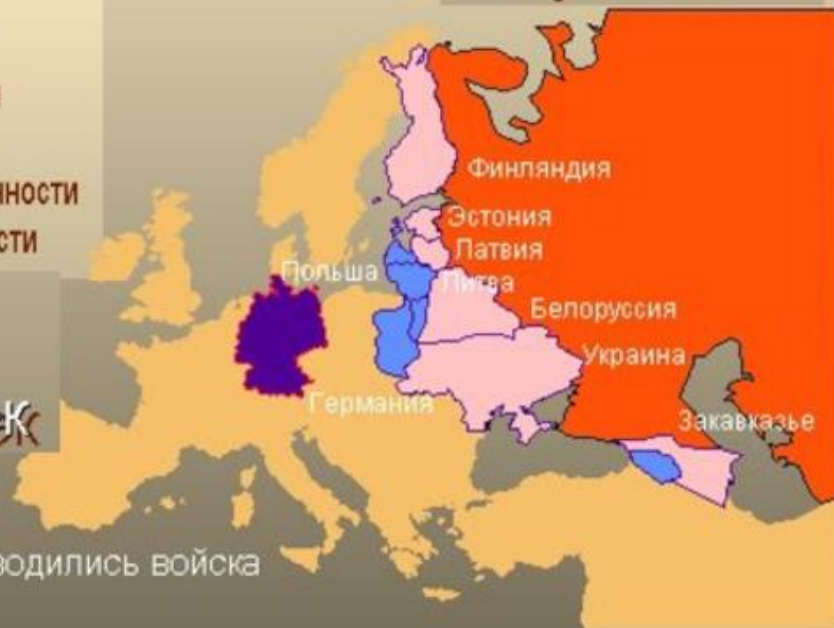 нности
сти
Финляндия
Эстония
Латвия
Польша
Литва
Белоруссия
Украина
Германия
К
Закавказье
водились войска